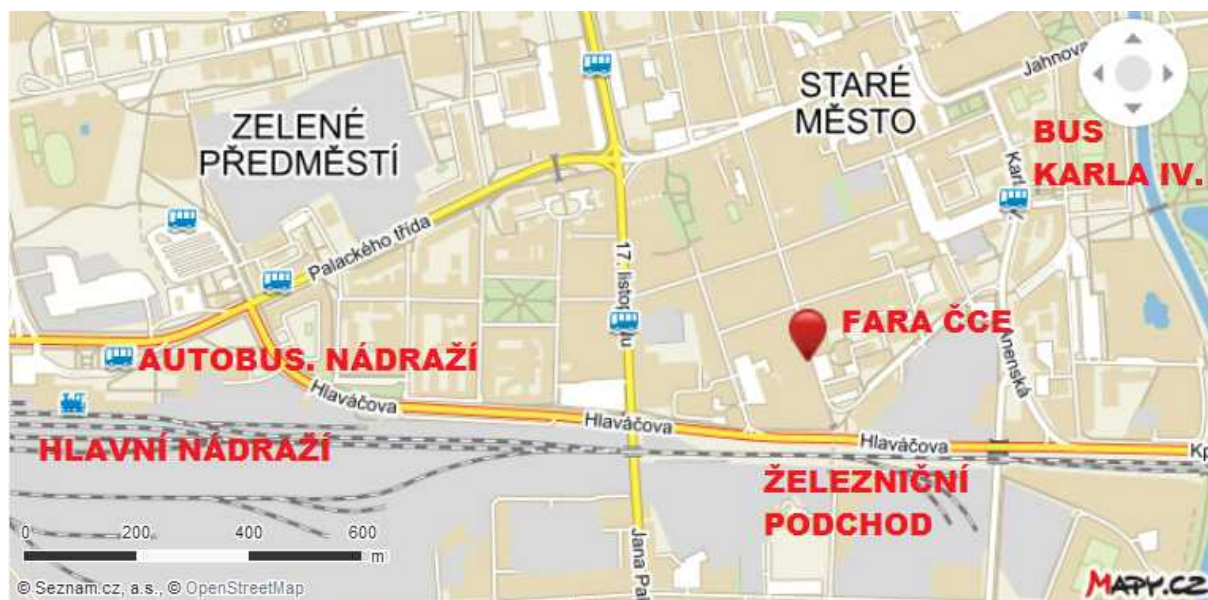 STARÉ
MĚSTO
Jahnova
ZELENÉ
PŘEDMĚSTÍ
BUS
KARLA IV.
Palackého třída
17. listopadu
FARA ČCE
Anenská
AUTOBUS. NÁDRAŽÍ
Hlaváčova
Hlaváčova
Hlaváčova
HLAVNÍ NÁDRAŽÍ
ŽELEZNIČNÍ
PODCHOD
0 200 400 600
m
Jana Pal
© Seznam.cz, a.s., © OpenStreetMap
MAPY.CZ